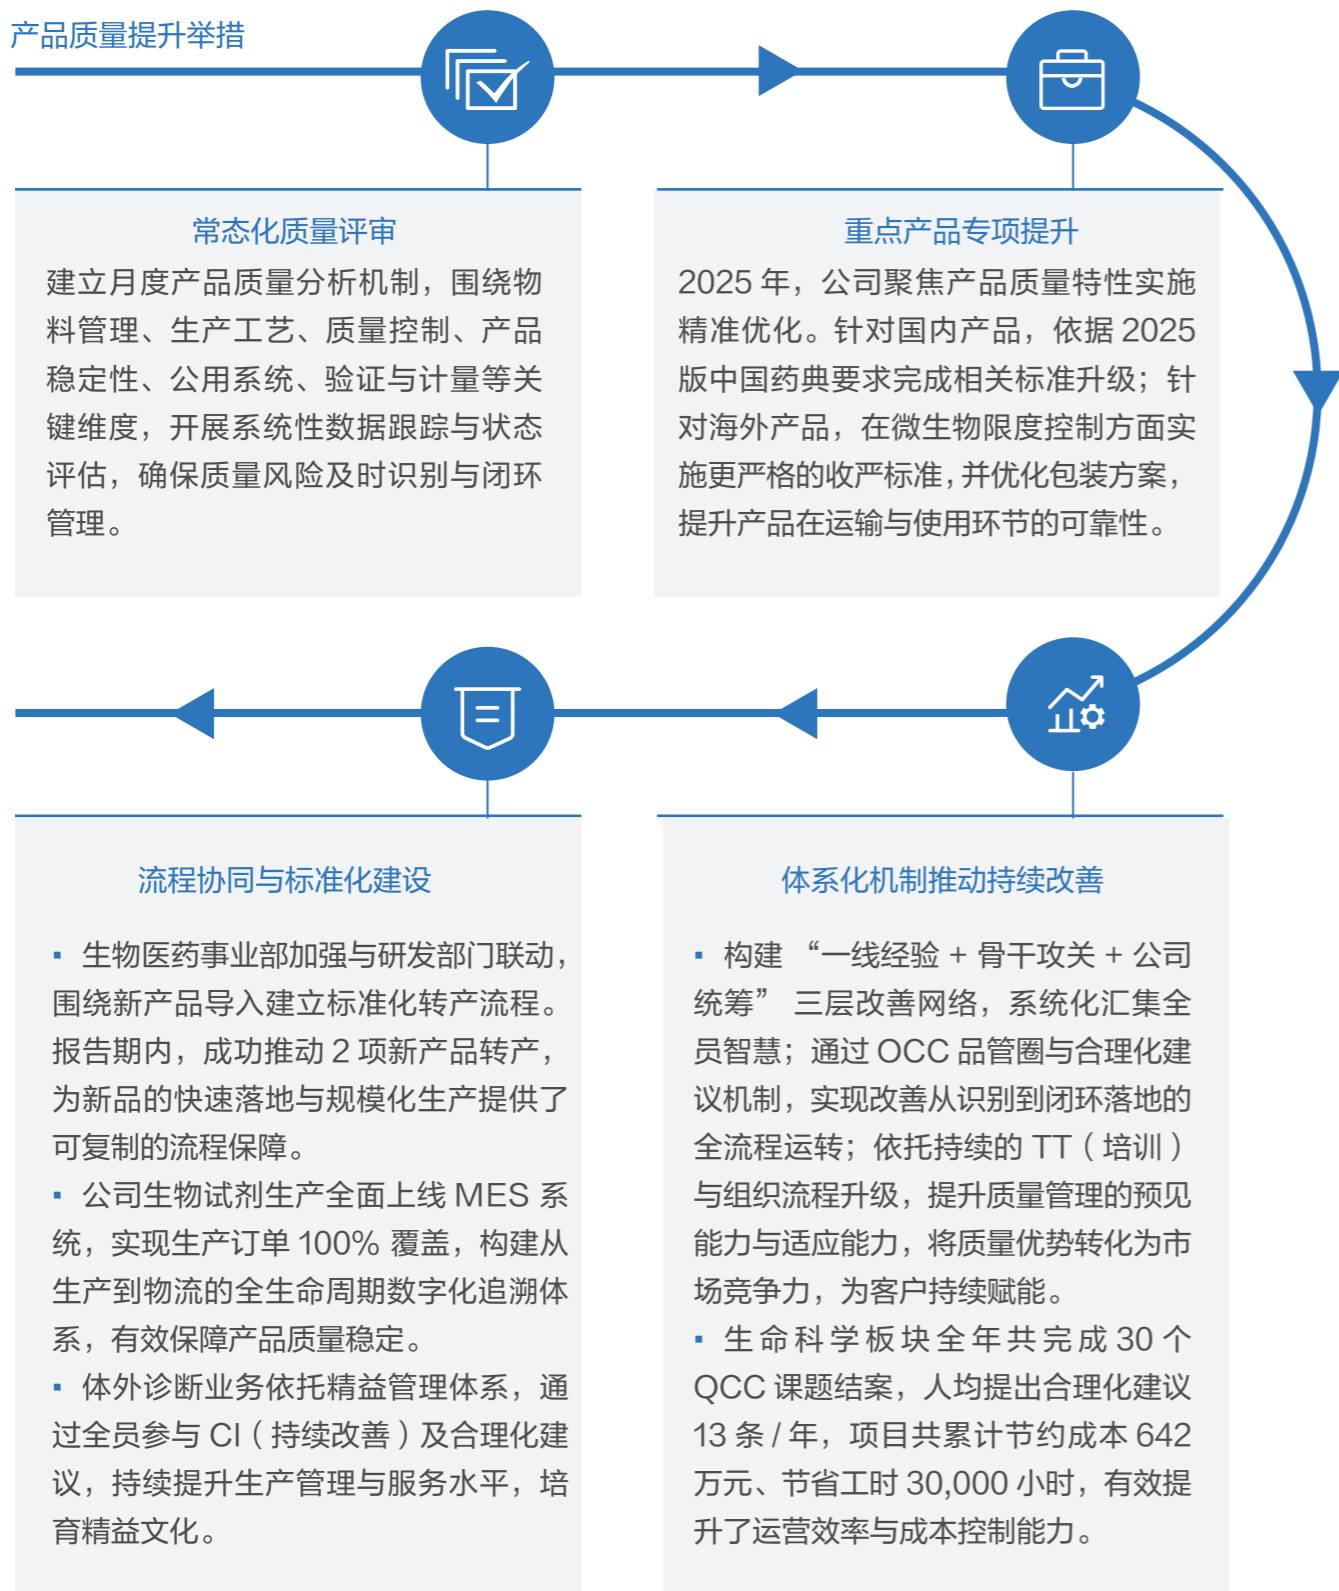 产品质量提升举措
常态化质量评审
建立月度产品质量分析机制，围绕物
料管理、生产工艺、质量控制、产品
稳定性、公用系统、验证与计量等关
键维度，开展系统性数据跟踪与状态
评估，确保质量风险及时识别与闭环
管理。
重点产品专项提升
2025 年，公司聚焦产品质量特性实施
精准优化。针对国内产品，依据 2025
版中国药典要求完成相关标准升级；针
对海外产品，在微生物限度控制方面实
施更严格的收严标准，并优化包装方案，
提升产品在运输与使用环节的可靠性。
体系化机制推动持续改善
▪ 构建 “一线经验 + 骨干攻关 + 公司
统筹” 三层改善网络，系统化汇集全
员智慧；通过 OCC 品管圈与合理化建
议机制，实现改善从识别到闭环落地的
全流程运转；依托持续的 TT（培训）
与组织流程升级，提升质量管理的预见
能力与适应能力，将质量优势转化为市
场竞争力，为客户持续赋能。
▪ 生命科学板块全年共完成 30 个
QCC 课题结案，人均提出合理化建议
13 条 / 年，项目共累计节约成本 642
万元、节省工时 30,000 小时，有效提
升了运营效率与成本控制能力。
流程协同与标准化建设
▪ 生物医药事业部加强与研发部门联动，
围绕新产品导入建立标准化转产流程。
报告期内，成功推动 2 项新产品转产，
为新品的快速落地与规模化生产提供了
可复制的流程保障。
▪ 公司生物试剂生产全面上线 MES 系
统，实现生产订单 100% 覆盖，构建从
生产到物流的全生命周期数字化追溯体
系，有效保障产品质量稳定。
▪ 体外诊断业务依托精益管理体系，通
过全员参与 CI（持续改善）及合理化建
议，持续提升生产管理与服务水平，培
育精益文化。